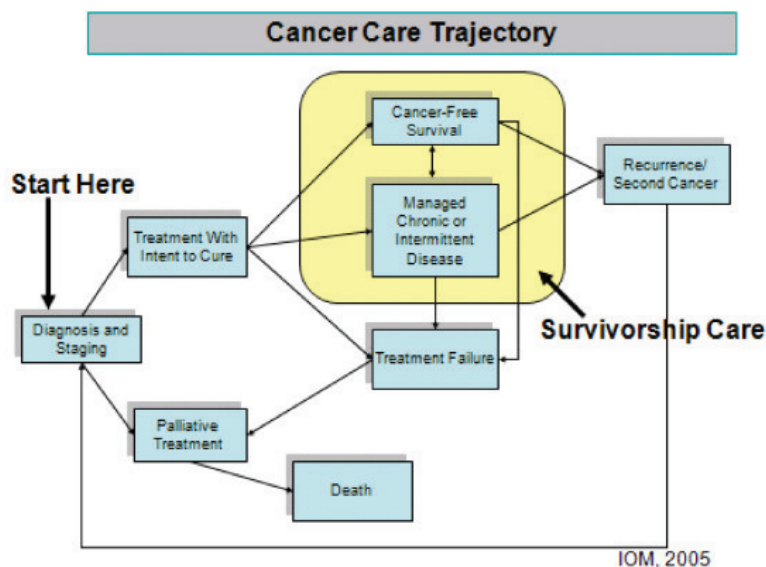 Cancer Care Trajectory
Cancer-Free
Survival
Recurrence/
Second Cancer
Start Here
Managed
Chronic or
Intermittent
Disease
Treatment With
Intent to Cure
Diagnosis and
Staging
Survivorship Care
Treatment Failure
Palliative
Treatment
Death
IOM, 2005